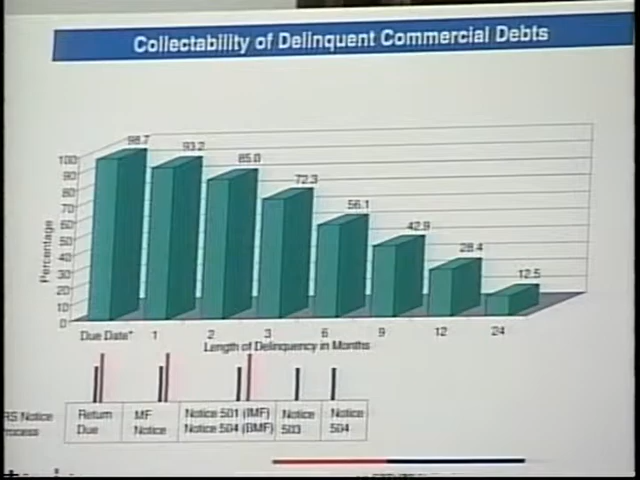 Collectability of Delinquent Commercial Debts
98.7
93.2
85.0
72.3
56.1
42.9
28.4
12.5
100
90
80
70
60
50
40
30
20
10
0
Percentage
Due Date* 1 2 3 6 9 12 24
Length of Delinquency in Months
RS Notice
ocess
Return
Due
MF
Notice
Notice 501 (IMF)
Notice 504 (BMF)
Notice
503
Notice
504